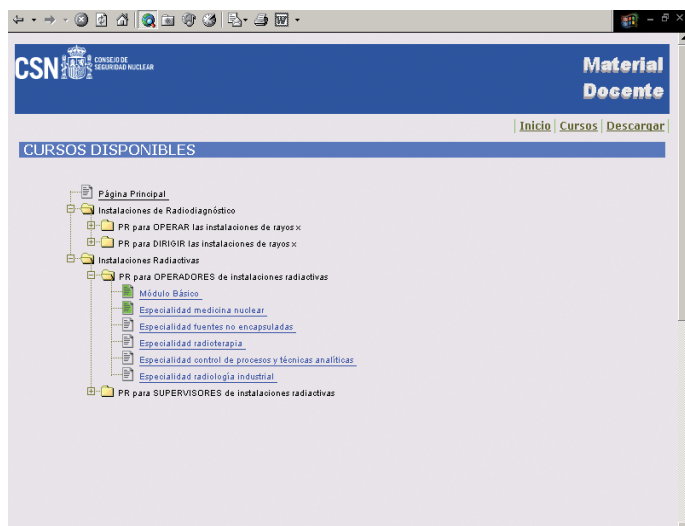 CSN
CONSEJO DE
SEGURIDAD NUCLEAR
Material
Docente
Inicio Cursos Descargar
CURSOS DISPONIBLES
Página Principal
Instalaciones de Radiodiagnóstico
PR para OPERAR las instalaciones de rayos x
PR para DIRIGIR las instalaciones de rayos x
Instalaciones Radiactivas
PR para OPERADORES de instalaciones radiactivas
Módulo Básico
Especialidad medicina nuclear
Especialidad fuentes no encapsuladas
Especialidad radioterapia
Especialidad control de procesos y técnicas analíticas
Especialidad radiología industrial
PR para SUPERVISORES de instalaciones radiactivas